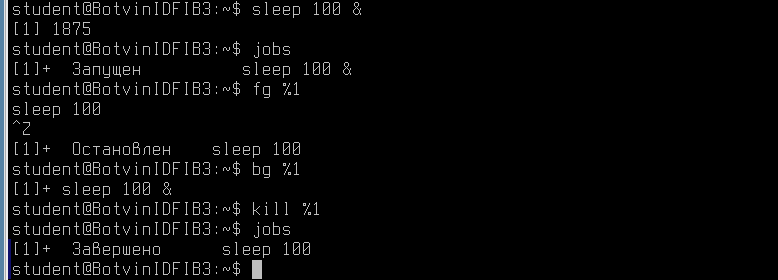 student@BotvinIDFIB3:~$ sleep 100 &
[1] 1875
student@BotvinIDFIB3:~$ jobs
[1]+  Запущен          sleep 100 &
student@BotvinIDFIB3:~$ fg %1
sleep 100
^Z
[1]+  Остановлен    sleep 100
student@BotvinIDFIB3:~$ bg %1
[1]+ sleep 100 &
student@BotvinIDFIB3:~$ kill %1
student@BotvinIDFIB3:~$ jobs
[1]+  Завершено      sleep 100
student@BotvinIDFIB3:~$